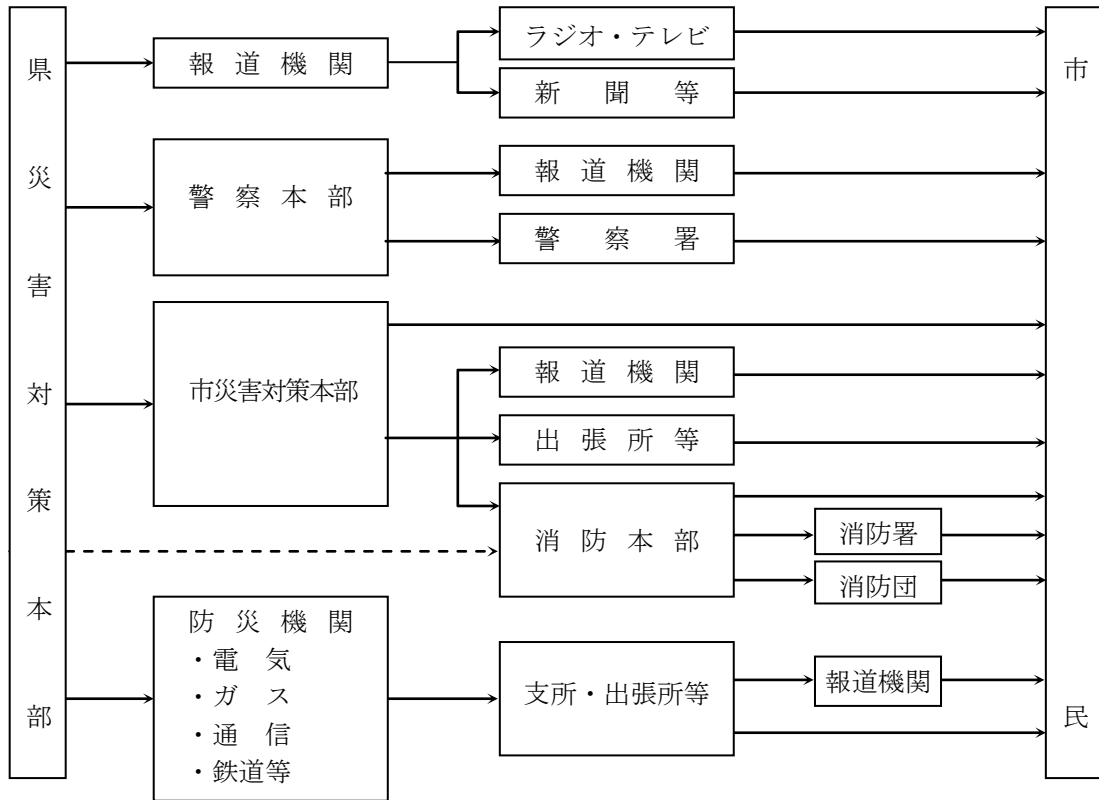 県災害対策本部
報道機関
ラジオ・テレビ
新聞等
警察本部
報道機関
警察署
市災害対策本部
報道機関
出張所等
消防本部
消防署
消防団
防災機関
・電　気
・ガ　ス
・通　信
・鉄道等
支所・出張所等
報道機関
市民